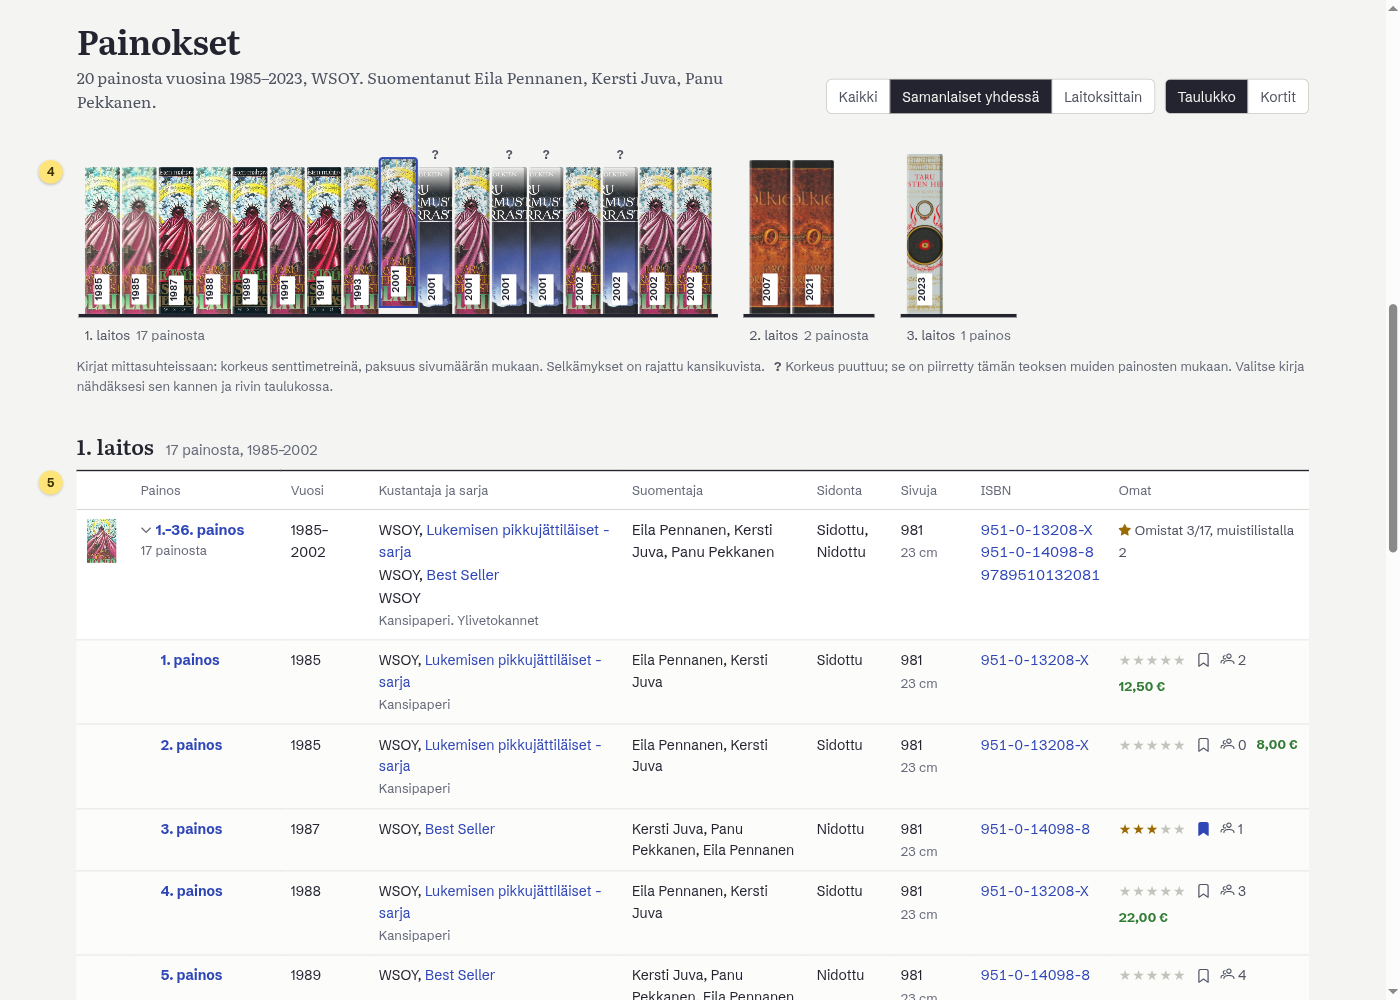 Painokset
20 painosta vuosina 1985–2023, WSOY. Suomentanut Eila Pennanen, Kersti Juva, Panu
Pekkanen.
Kaikki Samanlaiset yhdessä Laitoksittain Taulukko Kortit
4
? ? ? ?
1985 1985 1987 1988 1989 1991 1991 1993 2001 2001 2001 2001 2001 2002 2002 2002 2002 2007 2021 2023
1. laitos 17 painosta 2. laitos 2 painosta 3. laitos 1 painos
Kirjat mittasuhteissaan: korkeus senttimetreinä, paksuus sivumäärän mukaan. Selkämykset on rajattu kansikuvista. ? Korkeus puuttuu; se on piirretty tämän teoksen muiden painosten mukaan. Valitse kirja
nähdäksesi sen kannen ja rivin taulukossa.
1. laitos 17 painosta, 1985-2002
5
Painos Vuosi Kustantaja ja sarja Suomentaja Sidonta Sivuja ISBN Omat
1.-36. painos 1985– WSOY, Lukemisen pikkujättiläiset - Eila Pennanen, Kersti Sidottu, 981 951-0-13208-X ★ Omistat 3/17, muistilistalla
17 painosta 2002 sarja Juva, Panu Pekkanen Nidottu 23 cm 951-0-14098-8 2
WSOY, Best Seller 9789510132081
WSOY
Kansipaperi. Ylivetokannet
1. painos 1985 WSOY, Lukemisen pikkujättiläiset - Eila Pennanen, Kersti Sidottu 981 951-0-13208-X ★★★★★ 2
sarja Juva 23 cm 12,50 €
Kansipaperi
2. painos 1985 WSOY, Lukemisen pikkujättiläiset - Eila Pennanen, Kersti Sidottu 981 951-0-13208-X ★★★★★ 0 8,00 €
sarja Juva 23 cm
Kansipaperi
3. painos 1987 WSOY, Best Seller Kersti Juva, Panu Nidottu 981 951-0-14098-8 ★★★★★ 1
Pekkanen, Eila Pennanen 23 cm
4. painos 1988 WSOY, Lukemisen pikkujättiläiset - Eila Pennanen, Kersti Sidottu 981 951-0-13208-X ★★★★★ 3
sarja Juva 23 cm 22,00 €
Kansipaperi
5. painos 1989 WSOY, Best Seller Kersti Juva, Panu Nidottu 981 951-0-14098-8 ★★★★★ 4
Pekkanen, Eila Pennanen 23 cm